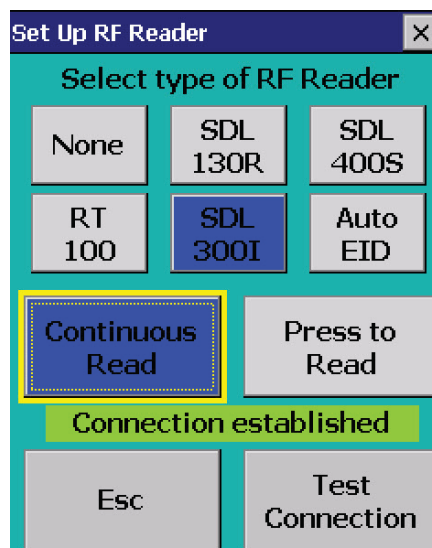 Set Up RF Reader
Select type of RF Reader
None
SDL
130R
SDL
400S
RT
100
SDL
300I
Auto
EID
Continuous
Read
Press to
Read
Connection established
Esc
Test
Connection